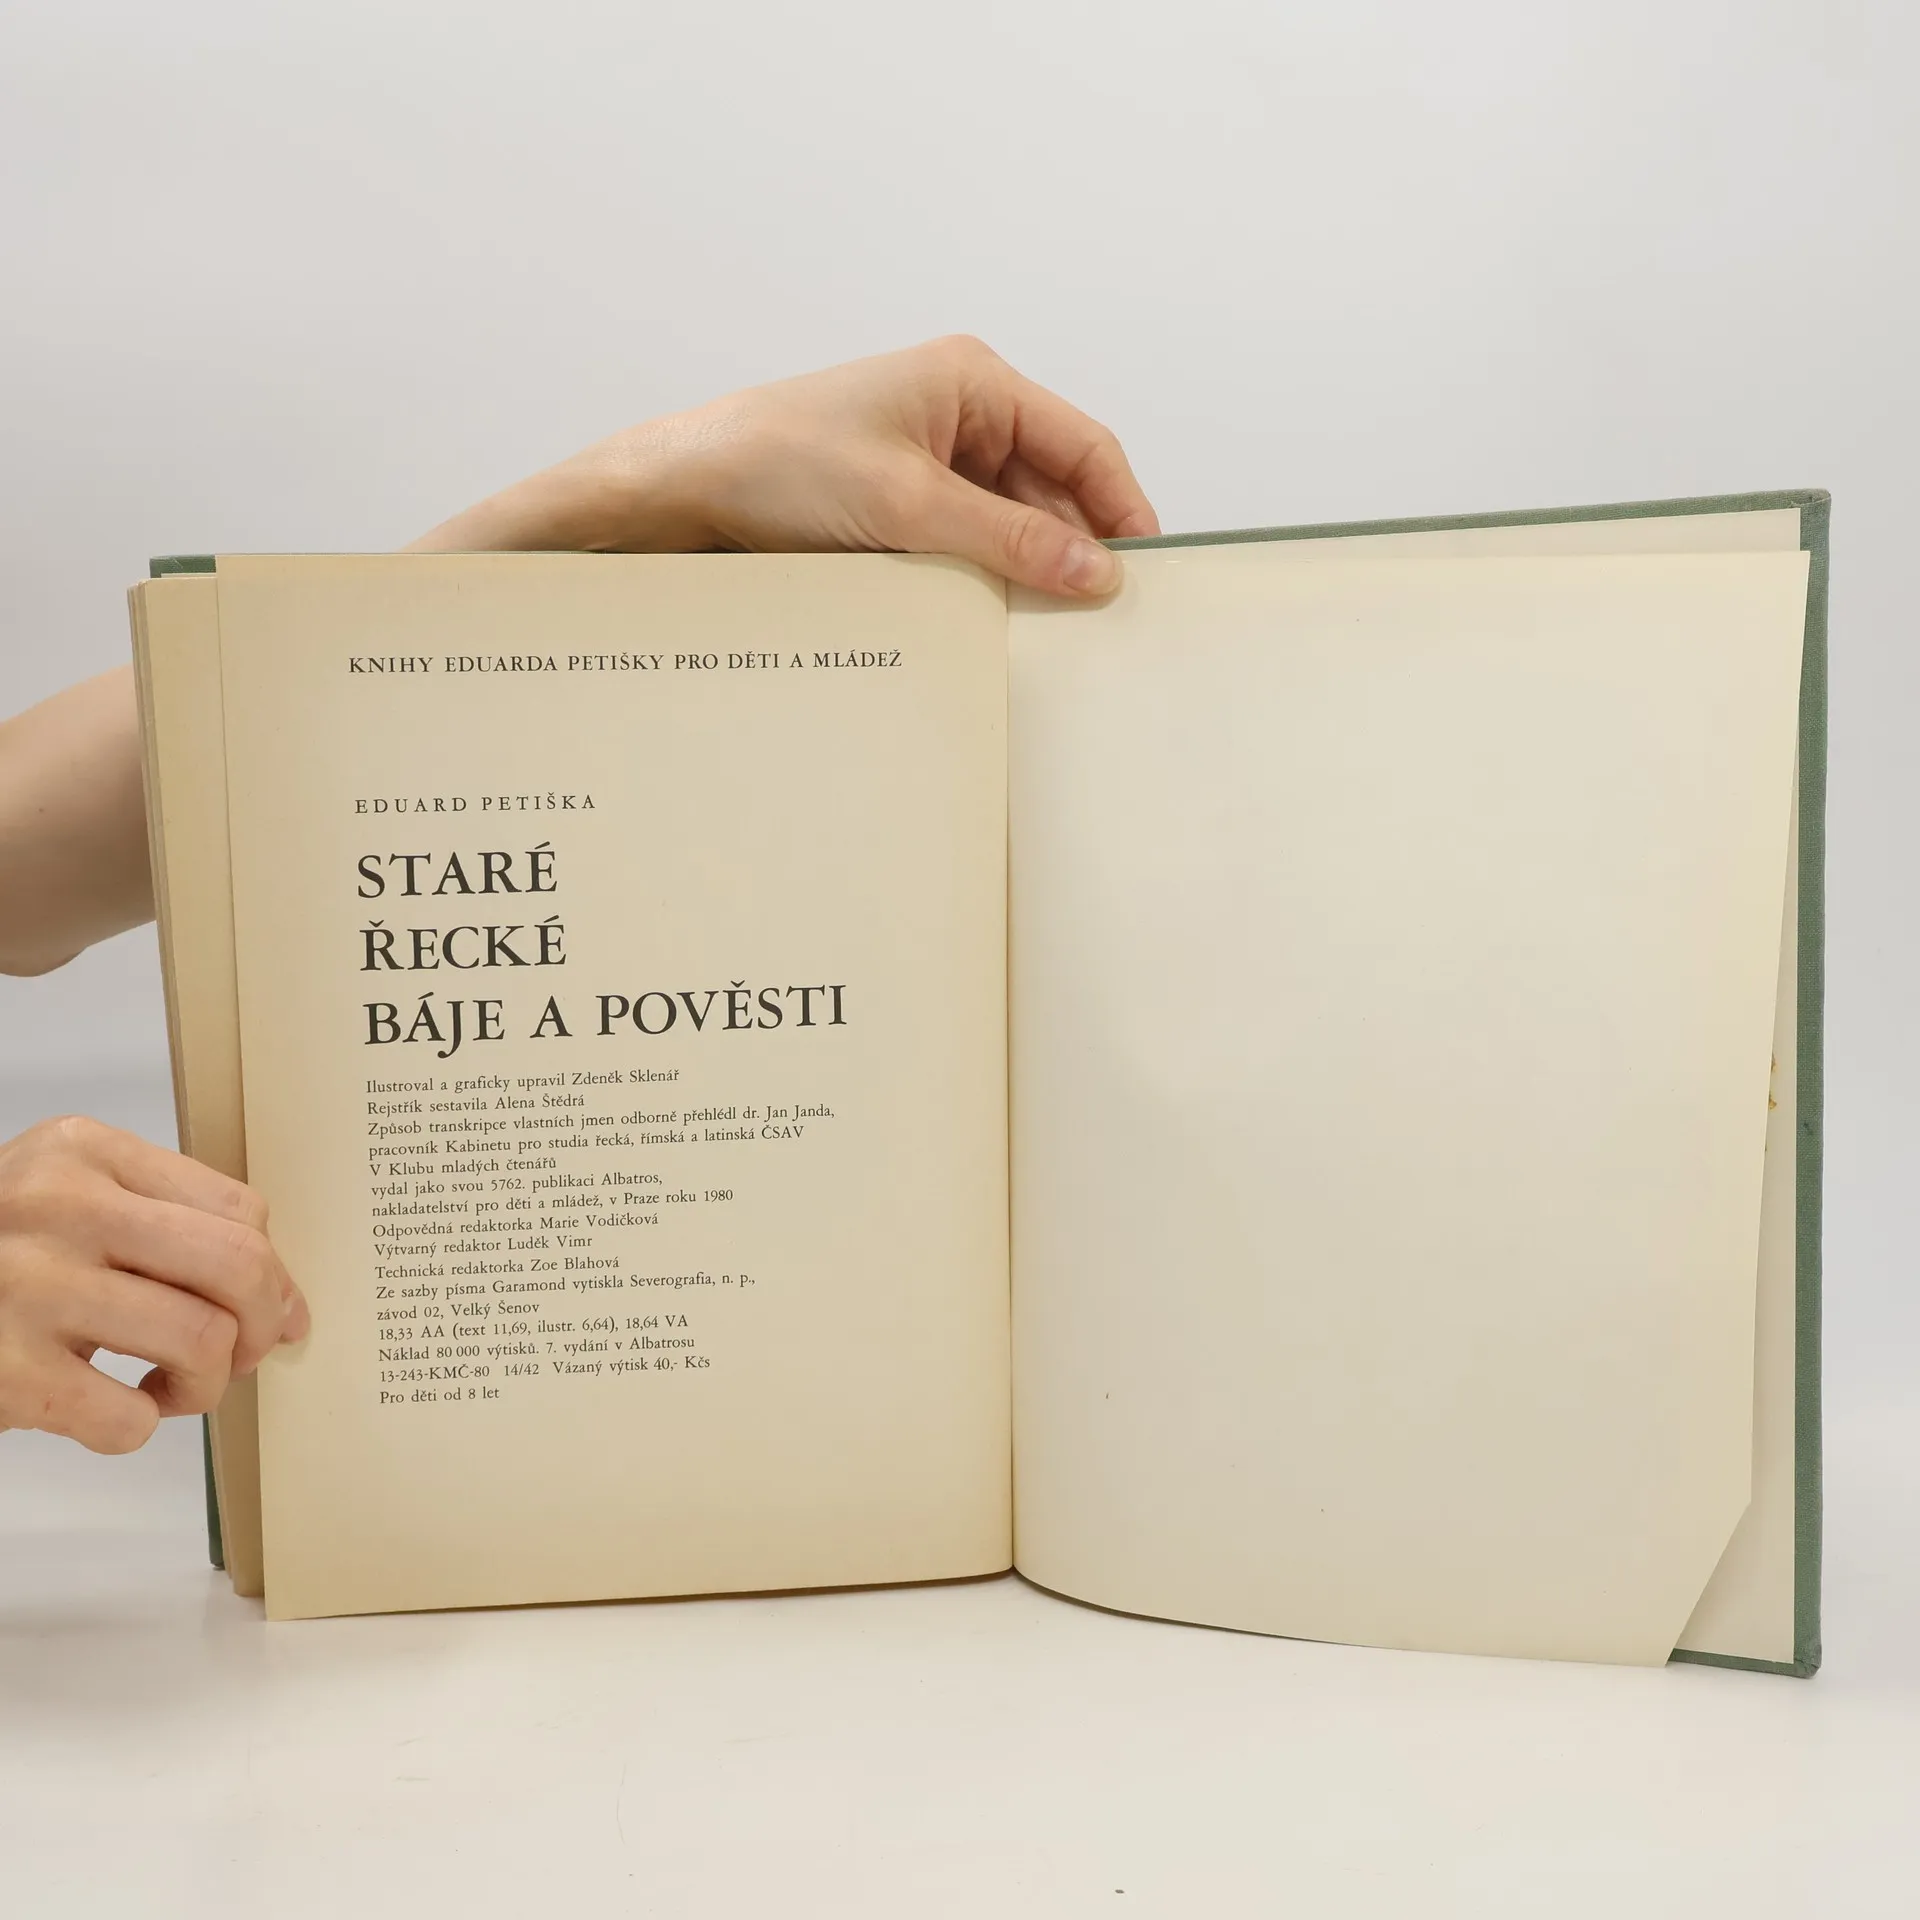 KNIHY EDUARDA PETIŠKY PRO DĚTI A MLÁDEŽ
EDUARD PETIŠKA
STARÉ
ŘECKÉ
BÁJE A POVĚSTI
Ilustroval a graficky upravil Zdeněk Sklenář
Rejstřík sestavila Alena Štědrá
Způsob transkripce vlastních jmen odborně přehlédl dr. Jan Janda,
pracovník Kabinetu pro studia řecká, římská a latinská ČSAV
V Klubu mladých čtenářů
vydal jako svou 5762. publikaci Albatros,
nakladatelství pro děti a mládež, v Praze roku 1980
Odpovědná redaktorka Marie Vodičková
Výtvarný redaktor Luděk Vimr
Technická redaktorka Zoe Blahová
Ze sazby písma Garamond vytiskla Severografia, n. p.,
závod 02, Velký Šenov
18,33 AA (text 11,69, ilustr. 6,64), 18,64 VA
Náklad 80 000 výtisků. 7. vydání v Albatrosu
13-243-KMČ-80 14/42 Vázaný výtisk 40,- Kčs
Pro děti od 8 let